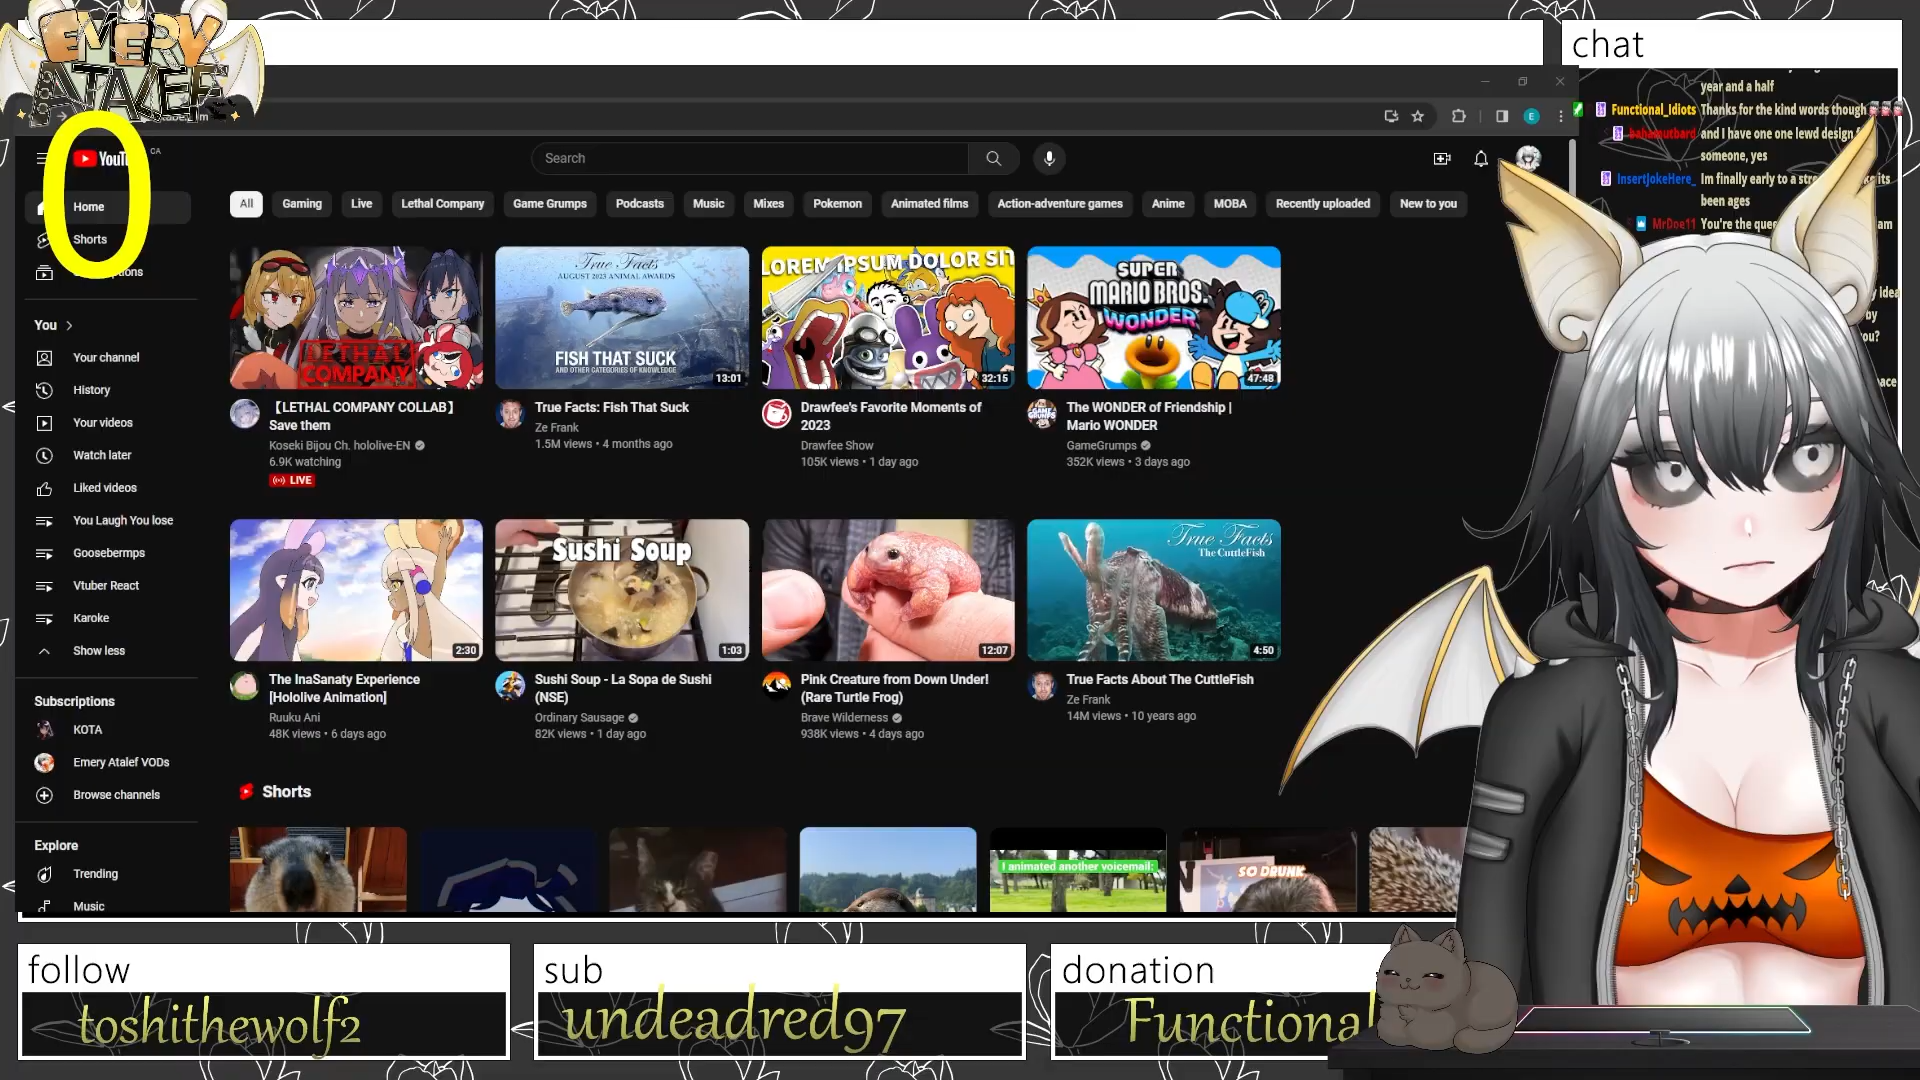 EMERY
ATALEF
0
YouTube CA
Search
Home
Shorts
You
Your channel
History
Your videos
Watch later
Liked videos
You Laugh You lose
Goosebermps
Vtuber React
Karoke
Show less
Subscriptions
KOTA
Emery Atalef VODs
Browse channels
Explore
Trending
Music
All
Gaming
Live
Lethal Company
Game Grumps
Podcasts
Music
Mixes
Pokemon
Animated films
Action-adventure games
Anime
MOBA
Recently uploaded
New to you
E
LETHAL
COMPANY
【LETHAL COMPANY COLLAB】
Save them
Koseki Bijou Ch. hololive-EN
6.9K watching
LIVE
True Facts
AUGUST 2023 ANIMAL AWARDS
FISH THAT SUCK
AND OTHER CATEGORIES OF KNOWLEDGE
13:01
True Facts: Fish That Suck
Ze Frank
1.5M views • 4 months ago
LOREM IPSUM DOLOR SIT
32:15
Drawfee's Favorite Moments of
2023
Drawfee Show
105K views • 1 day ago
SUPER
MARIO BROS.
WONDER
47:48
The WONDER of Friendship |
Mario WONDER
GameGrumps
352K views • 3 days ago
2:30
The InaSanaty Experience
[Hololive Animation]
Ruuku Ani
48K views • 6 days ago
Sushi Soup
1:03
Sushi Soup - La Sopa de Sushi
(NSE)
Ordinary Sausage
82K views • 1 day ago
12:07
Pink Creature from Down Under!
(Rare Turtle Frog)
Brave Wilderness
938K views • 4 days ago
True Facts
The CuttleFish
4:50
True Facts About The CuttleFish
Ze Frank
14M views • 10 years ago
Shorts
I animated another voicemail:
SO DRUNK
chat
year and a half
Functional_Idiots Thanks for the kind words though
bahamutbard and I have one one lewd design
someone, yes
InsertJokeHere_ Im finally early to a its
been ages
MrDoe11 You're the am
by
follow
toshithewolf2
sub
undeadred97
donation
Functional